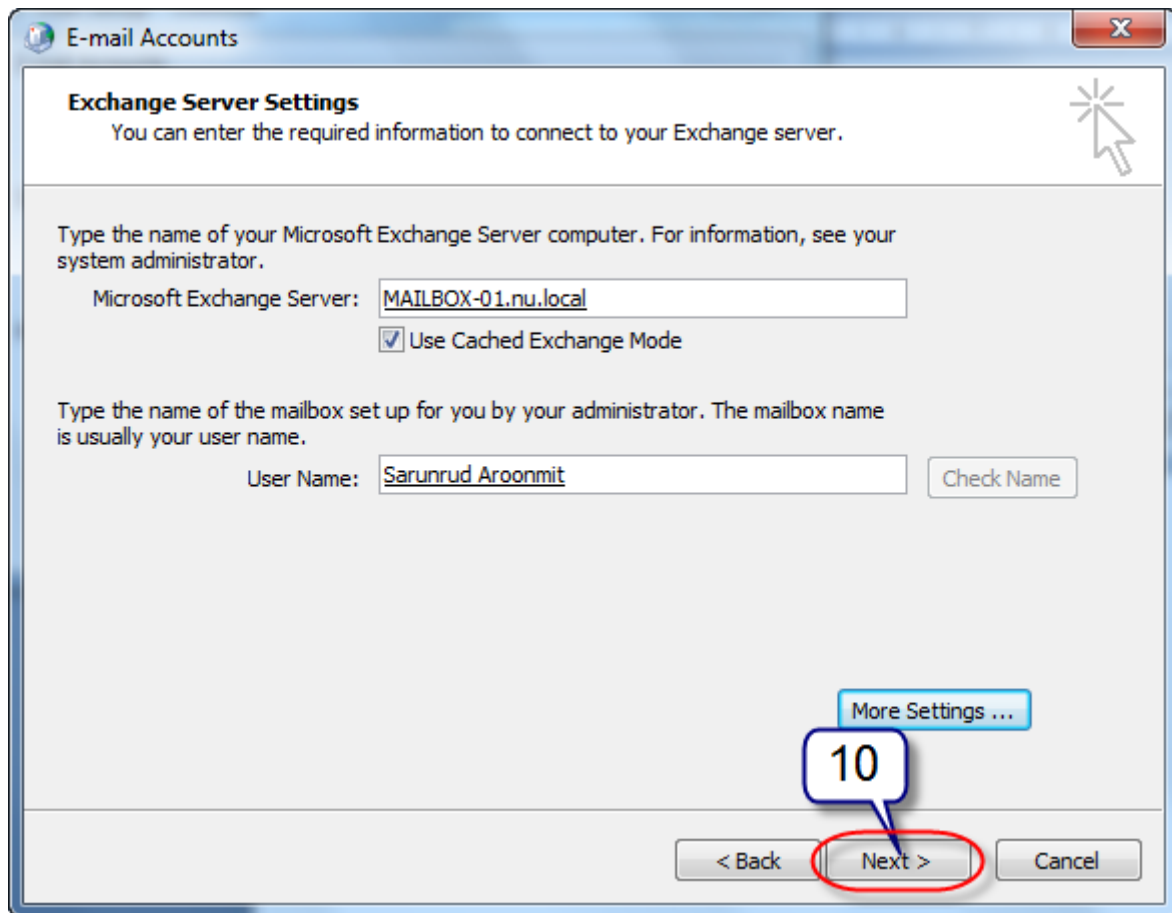 E-mail Accounts
X
Exchange Server Settings
You can enter the required information to connect to your Exchange server.
Type the name of your Microsoft Exchange Server computer. For information, see your
system administrator.
Microsoft Exchange Server: MAILBOX-01.nu.local
Use Cached Exchange Mode
Type the name of the mailbox set up for you by your administrator. The mailbox name
is usually your user name.
User Name: Sarunrud Aroonmit Check Name
More Settings ...
10
< Back Next > Cancel